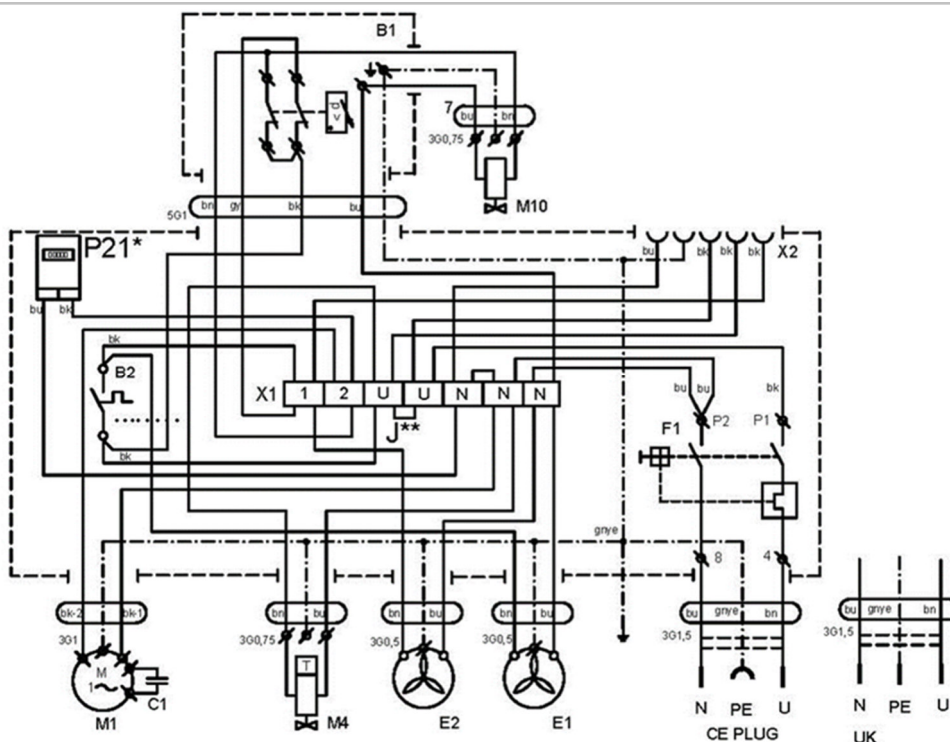 B1
7
bu bn
3G0,75
M10
bn gy bk bu
5G1
P21*
bu bk
bu bk bk bk
X2
bk
B2
X1 1 2 U U N N N
J**
bk
bu bu bk
P2 P1
F1
gnye
8 4
bk-2 bk-1
3G1
M
1~
C1
M1
bn bu
3G0,75
T
M4
bn bu
3G0,5
E2
bn bu
3G0,5
E1
bu gnye bn
3G1,5
N PE U
CE PLUG
bu gnye bn
3G1,5
N PE U
UK